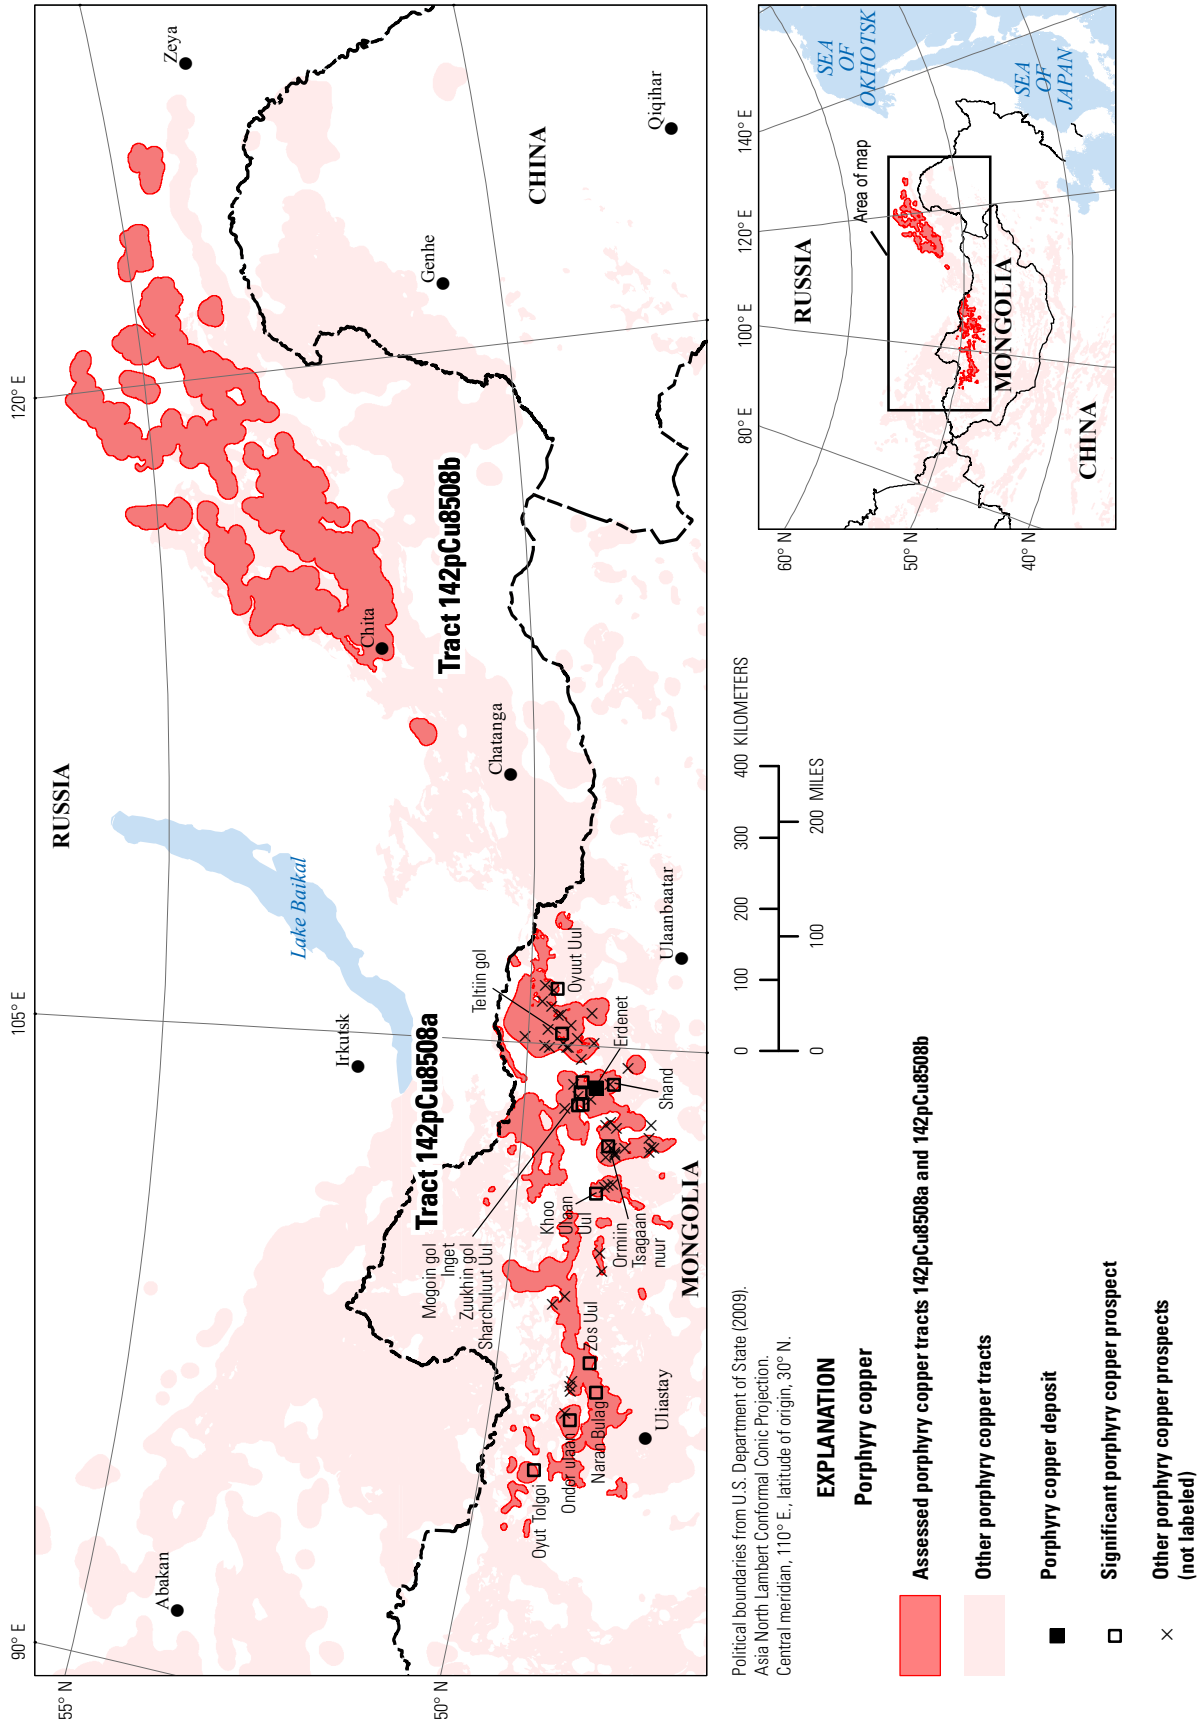 90° E
105° E
120° E
55° N
50° N
RUSSIA
CHINA
MONGOLIA
Abakan
Irkutsk
Lake Baikal
Chita
Chatanga
Zeya
Genhe
Qiqihar
Ulaanbaatar
Uliastay
Tract 142pCu8508a
Tract 142pCu8508b
Mogoin gol
Inget
Zuukhin gol
Sharchuluut Uul
Teltiin gol
Oyuut Uul
Erdenet
Shand
Khoo
Ulaan
Uul
Ormiin
Tsagaan
nuur
Zos Uul
Naran Bulag
Ondor ulaan
Oyut Tolgoi
Political boundaries from U.S. Department of State (2009).
Asia North Lambert Conformal Conic Projection.
Central meridian, 110° E., latitude of origin, 30° N.
0 100 200 300 400 KILOMETERS
0 100 200 MILES
EXPLANATION
Porphyry copper
Assessed porphyry copper tracts 142pCu8508a and 142pCu8508b
Other porphyry copper tracts
Porphyry copper deposit
Significant porphyry copper prospect
Other porphyry copper prospects
(not labeled)
80° E
100° E
120° E
140° E
60° N
50° N
40° N
RUSSIA
Area of map
MONGOLIA
CHINA
SEA
OF
OKHOTSK
SEA
OF
JAPAN